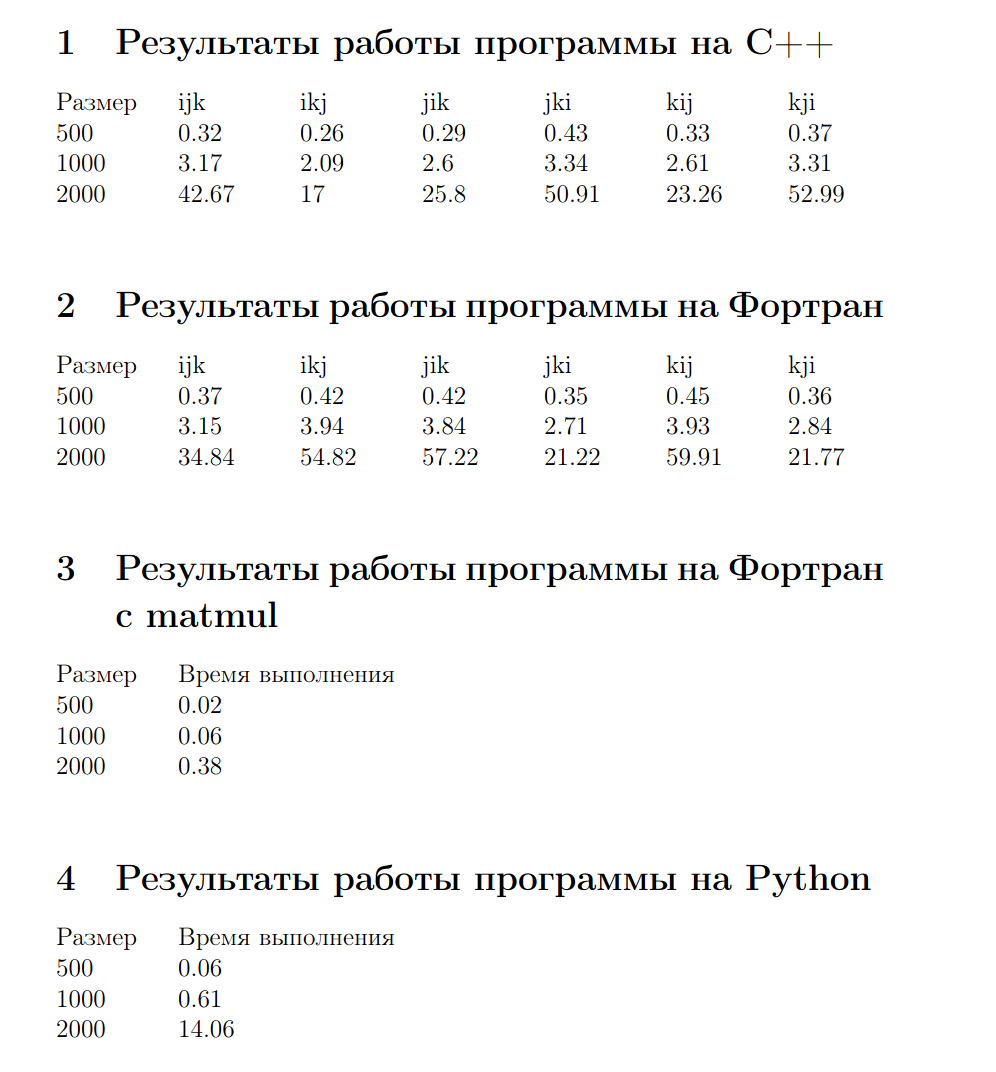 1 Результаты работы программы на C++
Размер ijk ikj jik jki kij kji
500 0.32 0.26 0.29 0.43 0.33 0.37
1000 3.17 2.09 2.6 3.34 2.61 3.31
2000 42.67 17 25.8 50.91 23.26 52.99
2 Результаты работы программы на Фортран
Размер ijk ikj jik jki kij kji
500 0.37 0.42 0.42 0.35 0.45 0.36
1000 3.15 3.94 3.84 2.71 3.93 2.84
2000 34.84 54.82 57.22 21.22 59.91 21.77
3 Результаты работы программы на Фортран
с matmul
Размер Время выполнения
500 0.02
1000 0.06
2000 0.38
4 Результаты работы программы на Python
Размер Время выполнения
500 0.06
1000 0.61
2000 14.06